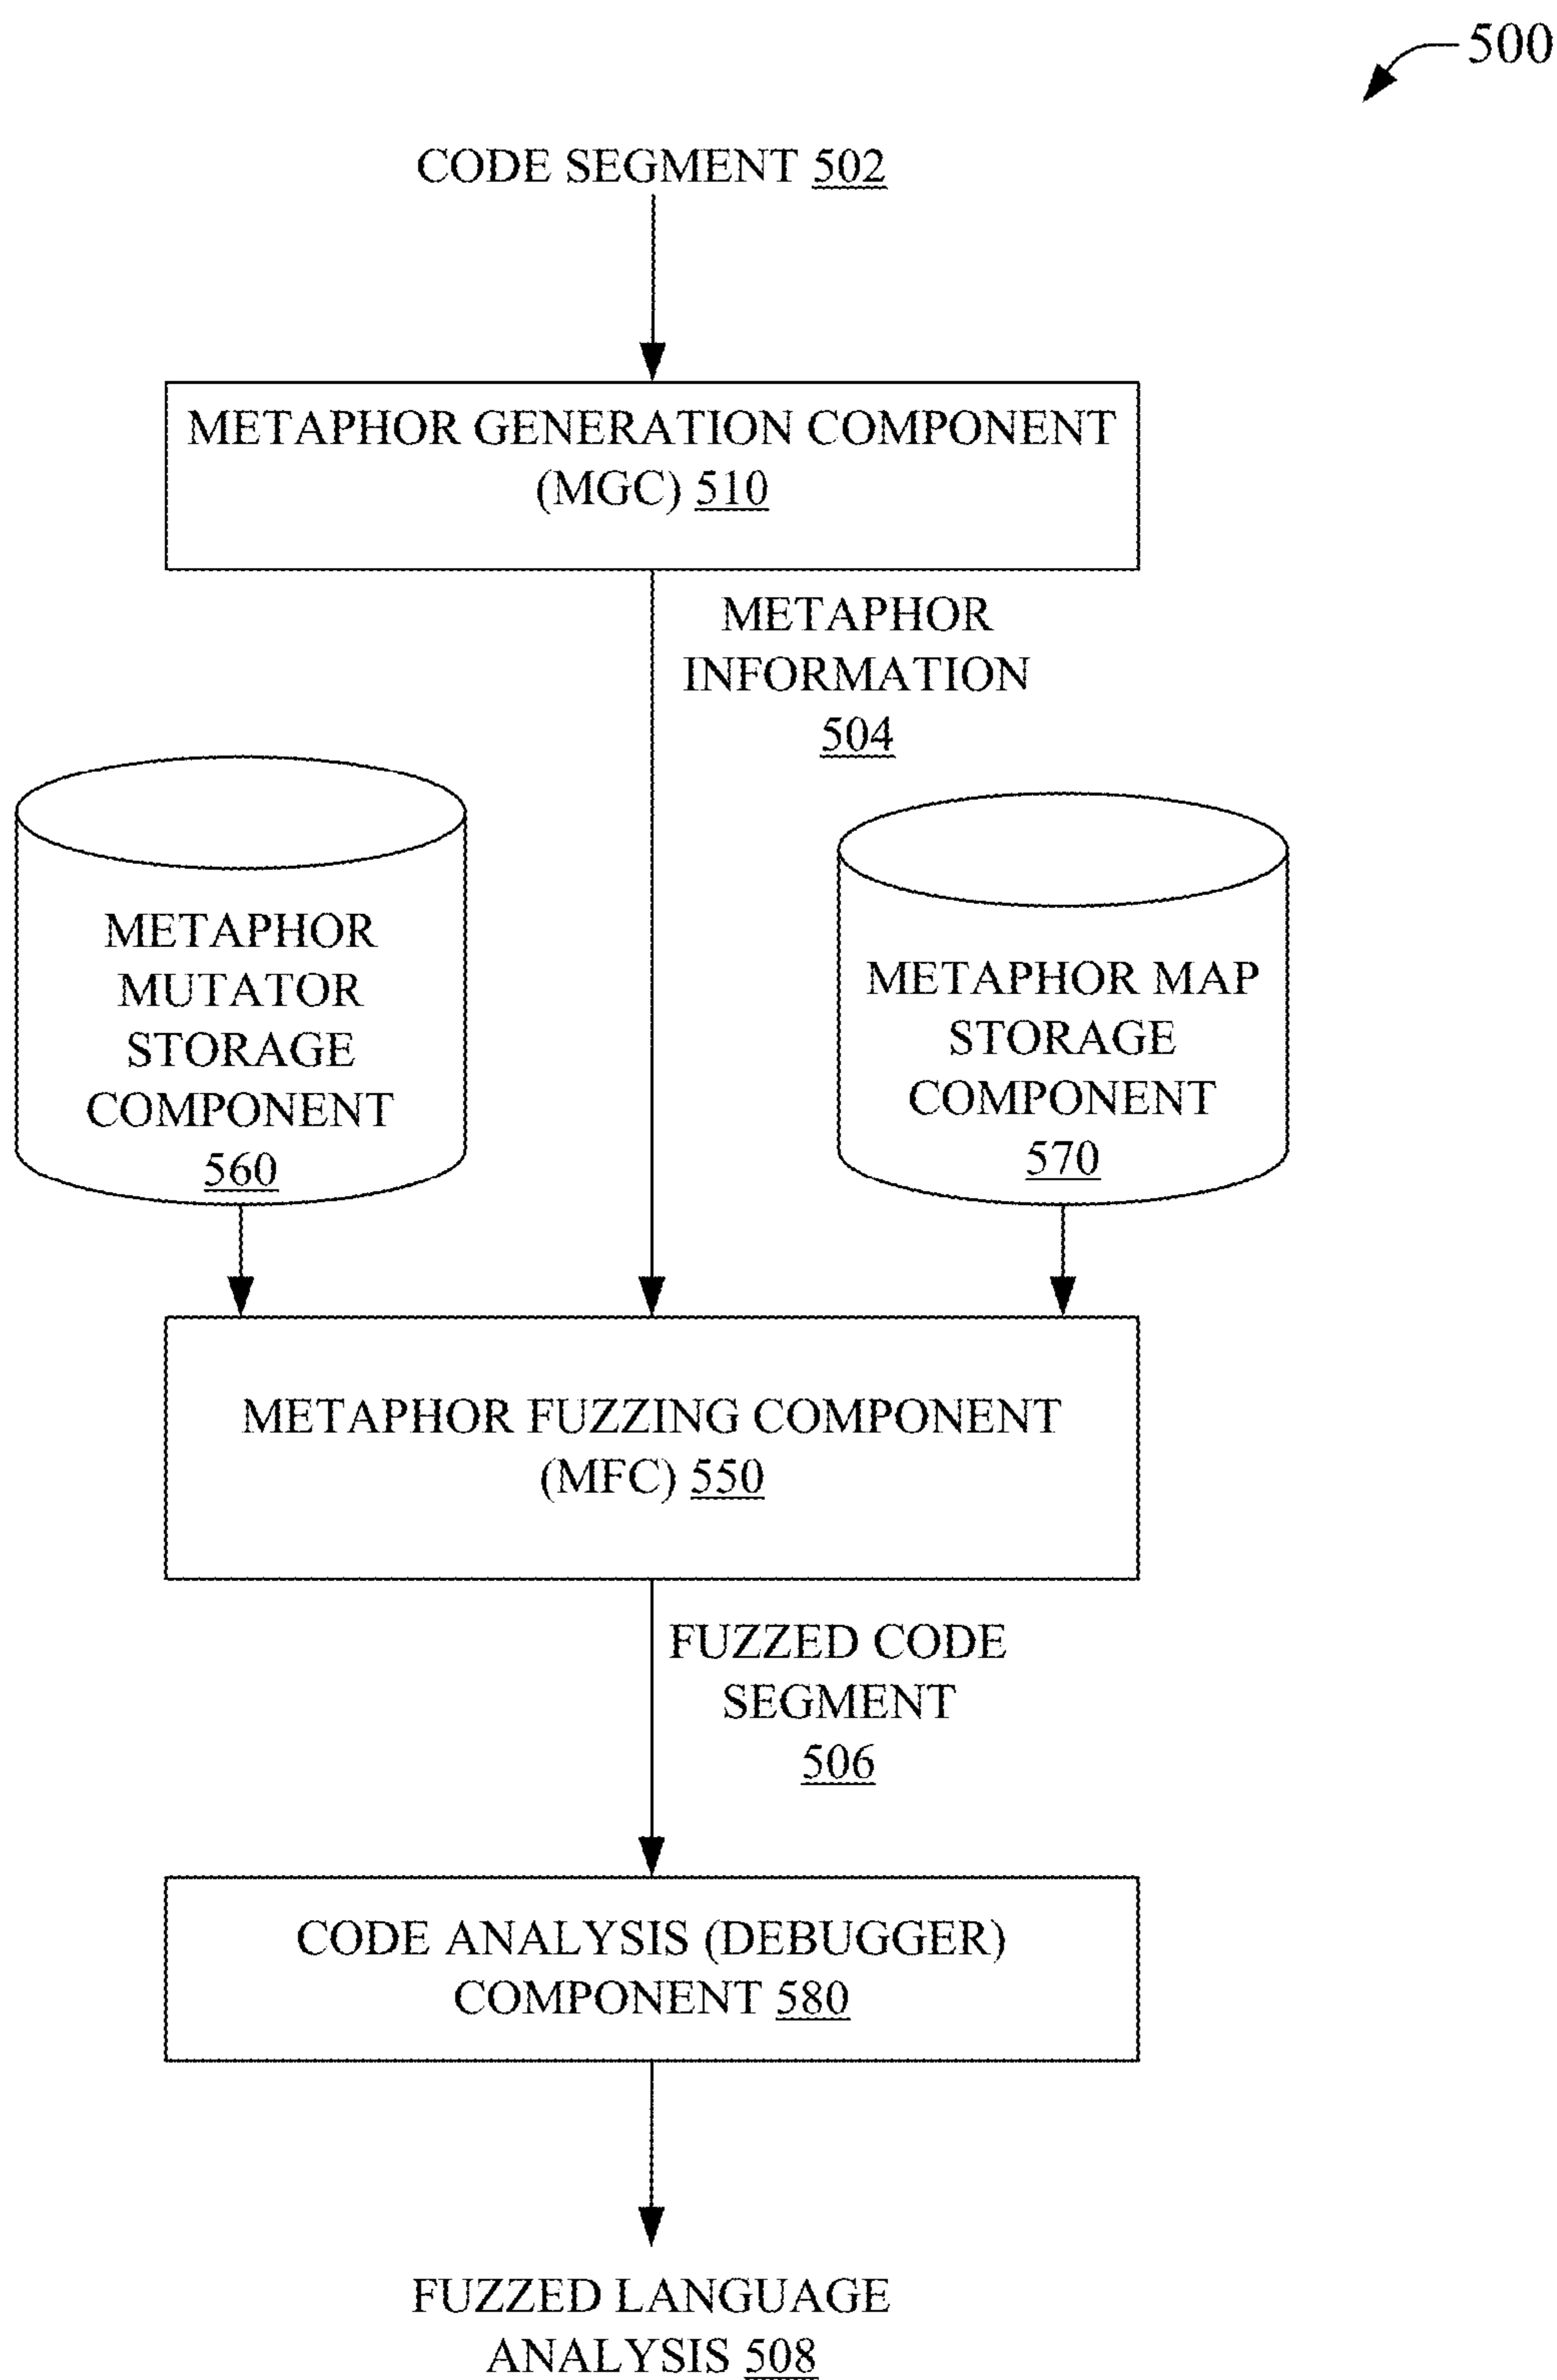 500
CODE SEGMENT 502
METAPHOR GENERATION COMPONENT
(MGC) 510
METAPHOR
INFORMATION
504
METAPHOR
MUTATOR
STORAGE
COMPONENT
560
METAPHOR MAP
STORAGE
COMPONENT
570
METAPHOR FUZZING COMPONENT
(MFC) 550
FUZZED CODE
SEGMENT
506
CODE ANALYSIS (DEBUGGER)
COMPONENT 580
FUZZED LANGUAGE
ANALYSIS 508